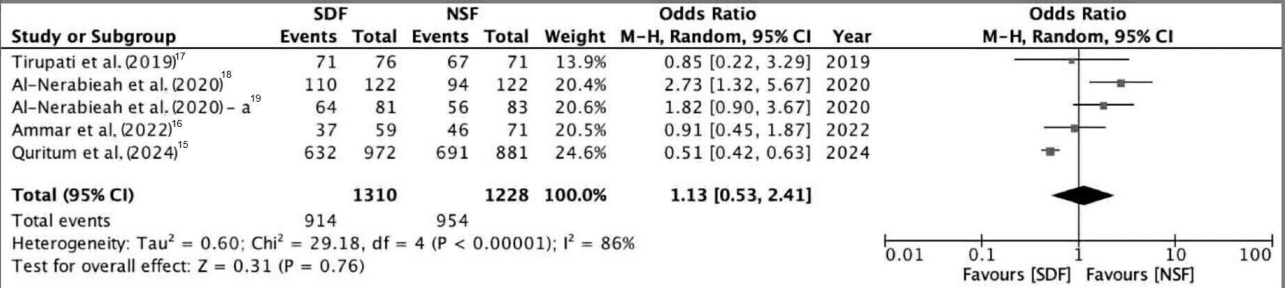 SDF NSF Odds Ratio Odds Ratio
Study or Subgroup Events Total Events Total Weight M-H, Random, 95% CI Year M-H, Random, 95% CI
Tirupati et al. (2019)17 71 76 67 71 13.9% 0.85 [0.22, 3.29] 2019
Al-Nerabieah et al. (2020)18 110 122 94 122 20.4% 2.73 [1.32, 5.67] 2020
Al-Nerabieah et al. (2020) - a19 64 81 56 83 20.6% 1.82 [0.90, 3.67] 2020
Ammar et al. (2022)16 37 59 46 71 20.5% 0.91 [0.45, 1.87] 2022
Quritum et al. (2024)15 632 972 691 881 24.6% 0.51 [0.42, 0.63] 2024
Total (95% CI) 1310 1228 100.0% 1.13 [0.53, 2.41]
Total events 914 954
Heterogeneity: Tau² = 0.60; Chi² = 29.18, df = 4 (P < 0.00001); I² = 86%
Test for overall effect: Z = 0.31 (P = 0.76)
0.01 0.1 1 10 100
Favours [SDF] Favours [NSF]